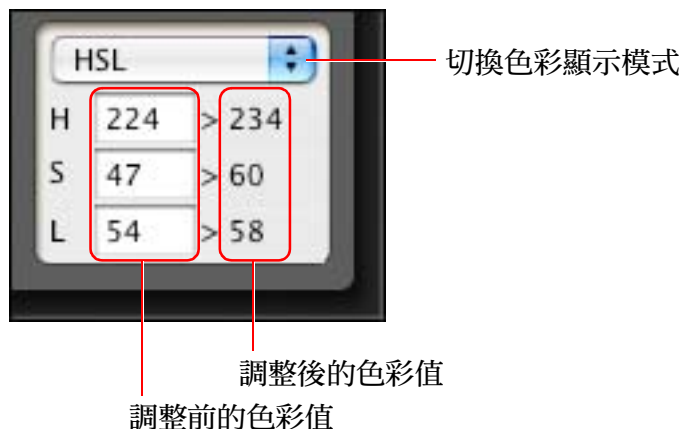 HSL
切換色彩顯示模式
H 224 > 234
S 47 > 60
L 54 > 58
調整後的色彩值
調整前的色彩值